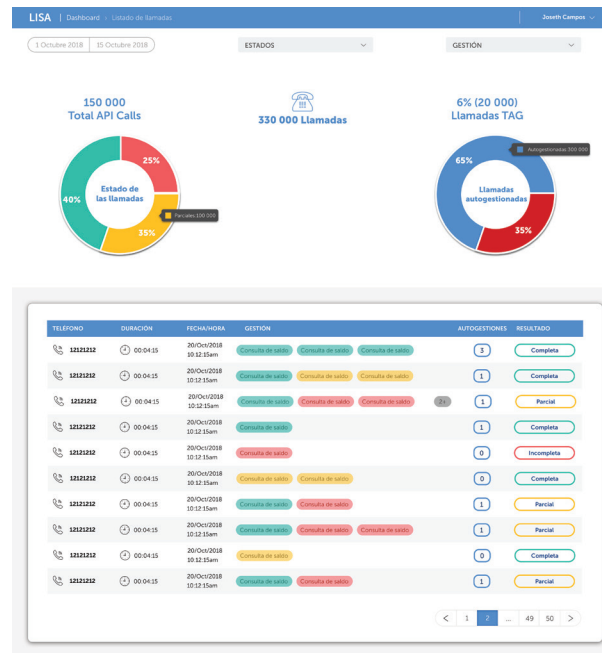 LISA | Dashboard > Listado de llamadas Joseth Campos
1 Octubre 2018 15 Octubre 2018 ESTADOS GESTIÓN
150 000
Total API Calls
330 000 Llamadas
6% (20 000)
Llamadas TAG
25%
40%
35%
Estado de
las llamadas
Parciales 100 000
65%
35%
Llamadas
autogestionadas
Autogestionadas 300 000
TELÉFONO DURACIÓN FECHA/HORA GESTIÓN AUTOGESTIONES RESULTADO
12121212 00:04:15 20/Oct/2018 10:12:15am Consulta de saldo Consulta de saldo Consulta de saldo 3 Completa
12121212 00:04:15 20/Oct/2018 10:12:15am Consulta de saldo Consulta de saldo Consulta de saldo 1 Completa
12121212 00:04:15 20/Oct/2018 10:12:15am Consulta de saldo Consulta de saldo Consulta de saldo 2+ 1 Parcial
12121212 00:04:15 20/Oct/2018 10:12:15am Consulta de saldo 1 Completa
12121212 00:04:15 20/Oct/2018 10:12:15am Consulta de saldo 0 Incompleta
12121212 00:04:15 20/Oct/2018 10:12:15am Consulta de saldo Consulta de saldo 0 Completa
12121212 00:04:15 20/Oct/2018 10:12:15am Consulta de saldo Consulta de saldo 1 Parcial
12121212 00:04:15 20/Oct/2018 10:12:15am Consulta de saldo Consulta de saldo Consulta de saldo 1 Parcial
12121212 00:04:15 20/Oct/2018 10:12:15am Consulta de saldo 0 Completa
12121212 00:04:15 20/Oct/2018 10:12:15am Consulta de saldo Consulta de saldo 1 Parcial
< 1 2 ... 49 50 >